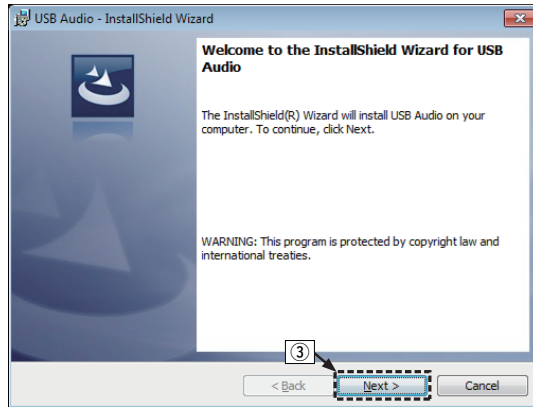 USB Audio - InstallShield Wizard
Welcome to the InstallShield Wizard for USB
Audio
The InstallShield(R) Wizard will install USB Audio on your
computer. To continue, click Next.
WARNING: This program is protected by copyright law and
international treaties.
③
< Back
Next >
Cancel